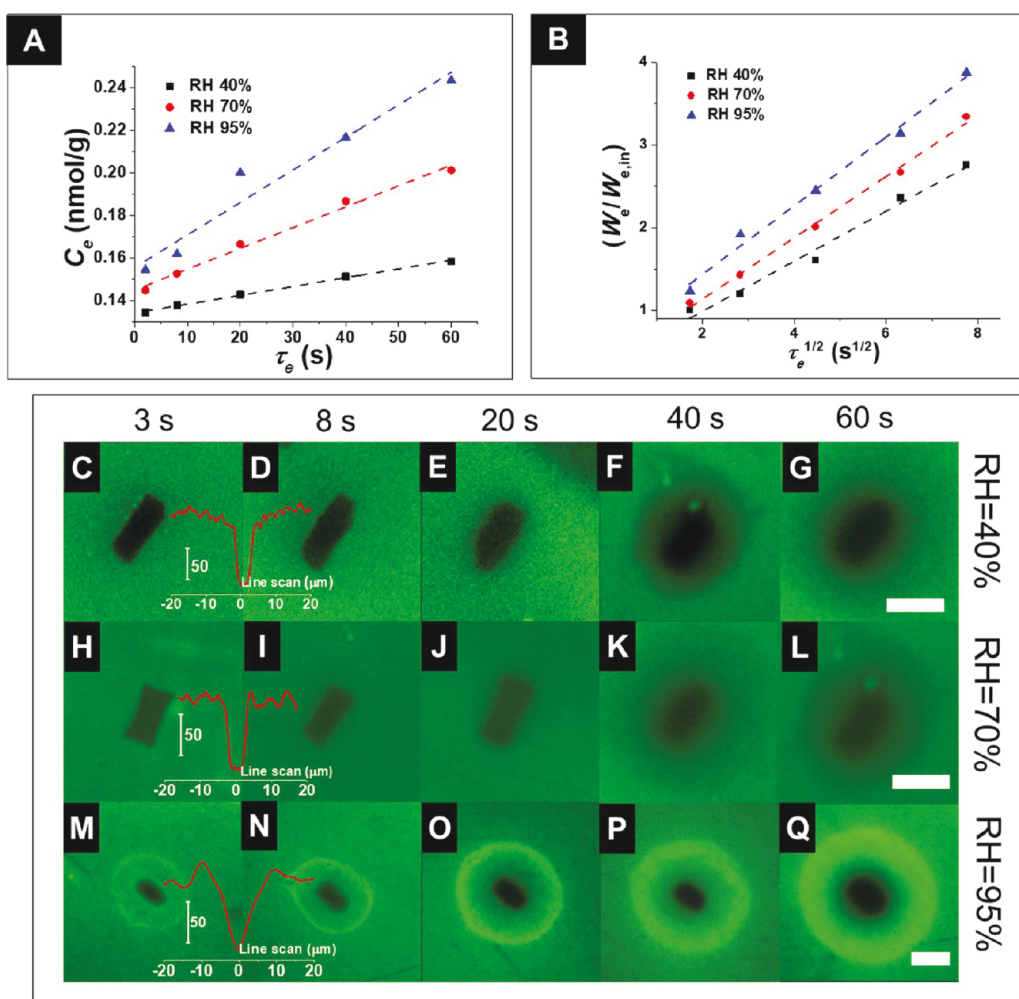 A
RH 40%
RH 70%
RH 95%
0.24
0.22
0.20
0.18
0.16
0.14
C_e (nmol/g)
0 10 20 30 40 50 60
τ_e (s)
B
RH 40%
RH 70%
RH 95%
4
3
2
1
(W_e/W_e,in)
2 4 6 8
τ_e^1/2 (s^1/2)
3 s 8 s 20 s 40 s 60 s
C D E F G
50
Line scan (μm)
-20 -10 0 10 20
RH=40%
H I J K L
50
Line scan (μm)
-20 -10 0 10 20
RH=70%
M N O P Q
50
Line scan (μm)
-20 -10 0 10 20
RH=95%